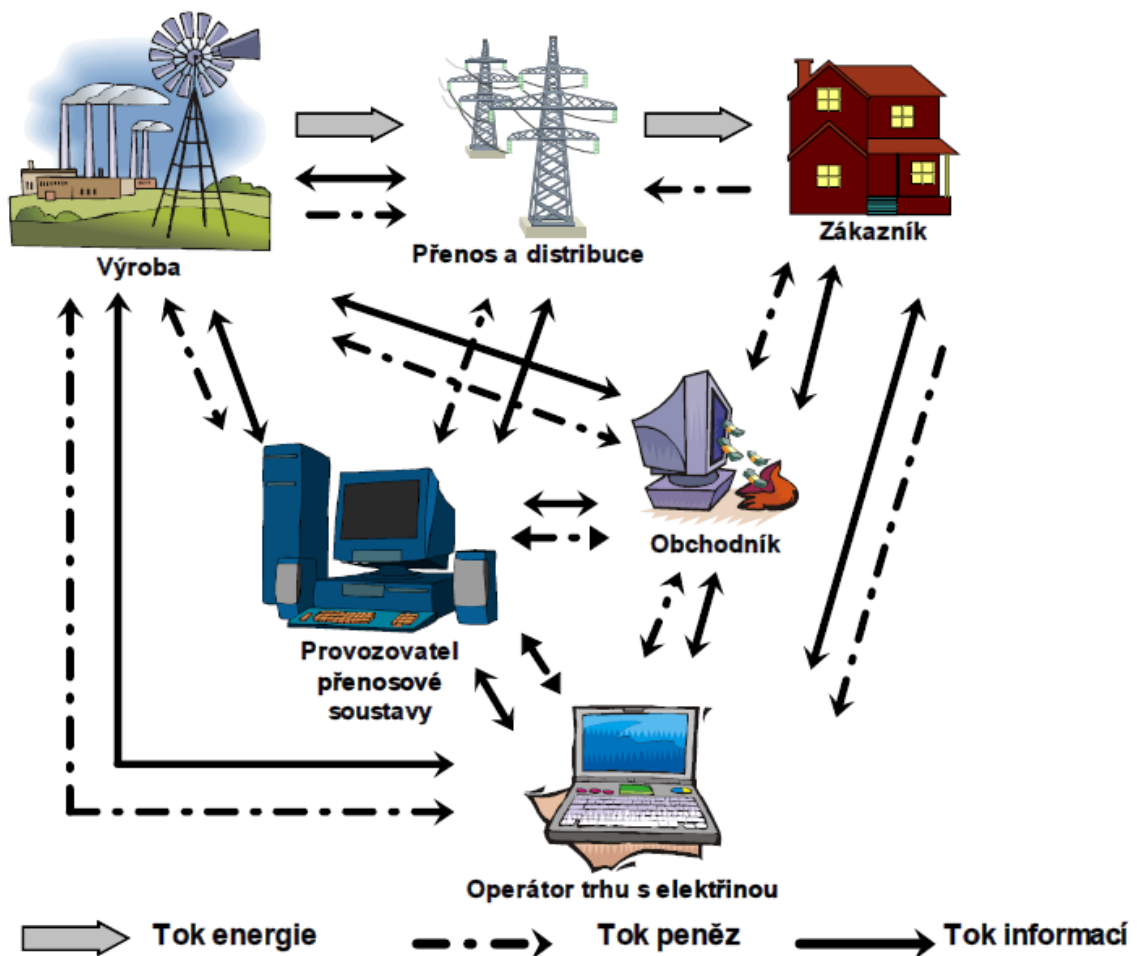 Výroba
Přenos a distribuce
Zákazník
Obchodník
Provozovatel
přenosové
soustavy
Operátor trhu s elektřinou
Tok energie
Tok peněz
Tok informací